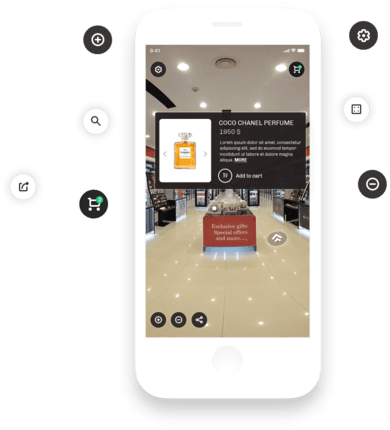 9:41
COCO CHANEL PERFUME
1950 $
Lorem ipsum dolor sit amet, consectetur
adipiscing elit, sed do eiusmod tempor
incididunt ut labore et dolore magna
aliqua. MORE
Add to cart
Exclusive gifts
Special offers
and more....